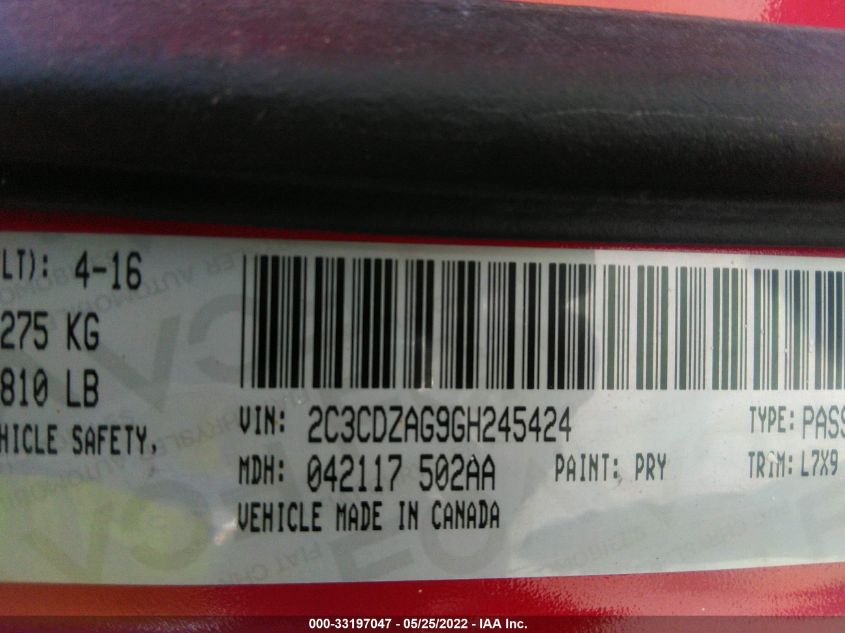 LT): 4-16
275 KG
810 LB
HICLE SAFETY,
VIN: 2C3CDZAG9GH245424 TYPE: PASS
MDH: 042117 502AA PAINT: PRY TRIM: L7X9
VEHICLE MADE IN CANADA
000-33197047 - 05/25/2022 - IAA Inc.